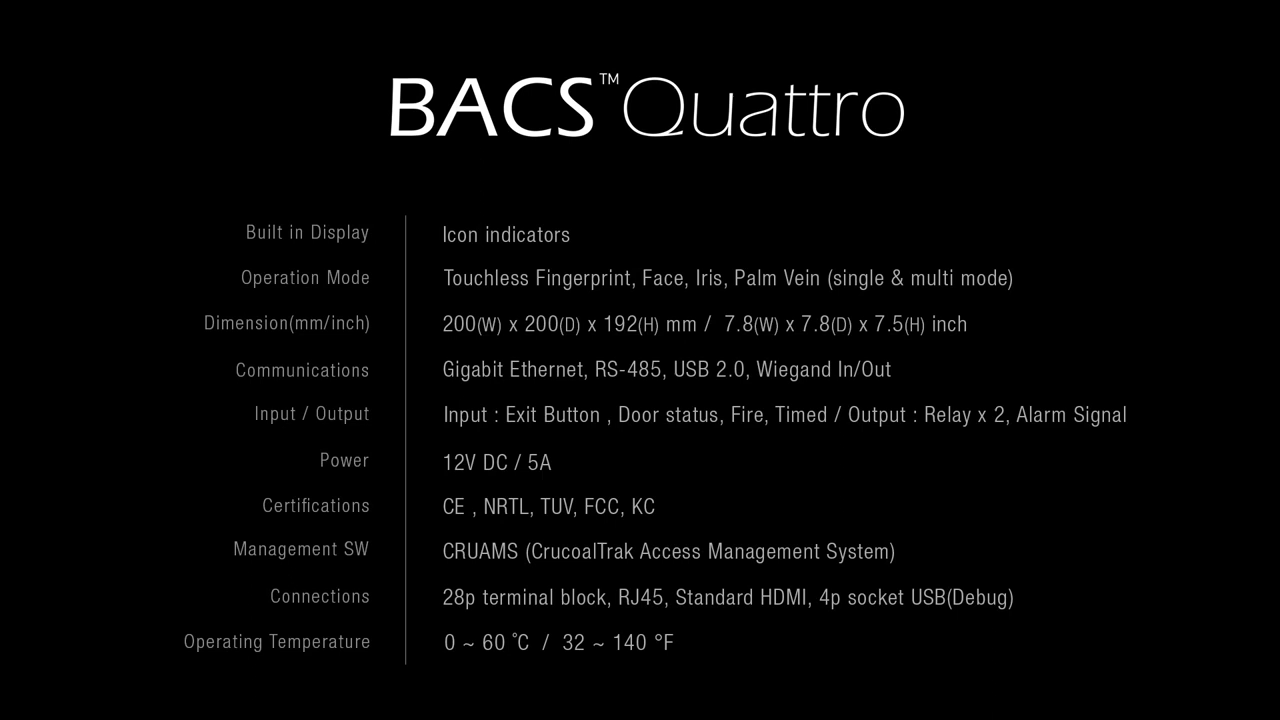 BACS™Quattro
Built in Display Icon indicators
Operation Mode Touchless Fingerprint, Face, Iris, Palm Vein (single & multi mode)
Dimension(mm/inch) 200(W) x 200(D) x 192(H) mm / 7.8(W) x 7.8(D) x 7.5(H) inch
Communications Gigabit Ethernet, RS-485, USB 2.0, Wiegand In/Out
Input / Output Input : Exit Button , Door status, Fire, Timed / Output : Relay x 2, Alarm Signal
Power 12V DC / 5A
Certifications CE , NRTL, TUV, FCC, KC
Management SW CRUAMS (CrucoalTrak Access Management System)
Connections 28p terminal block, RJ45, Standard HDMI, 4p socket USB(Debug)
Operating Temperature 0 ~ 60 ˚C / 32 ~ 140 °F